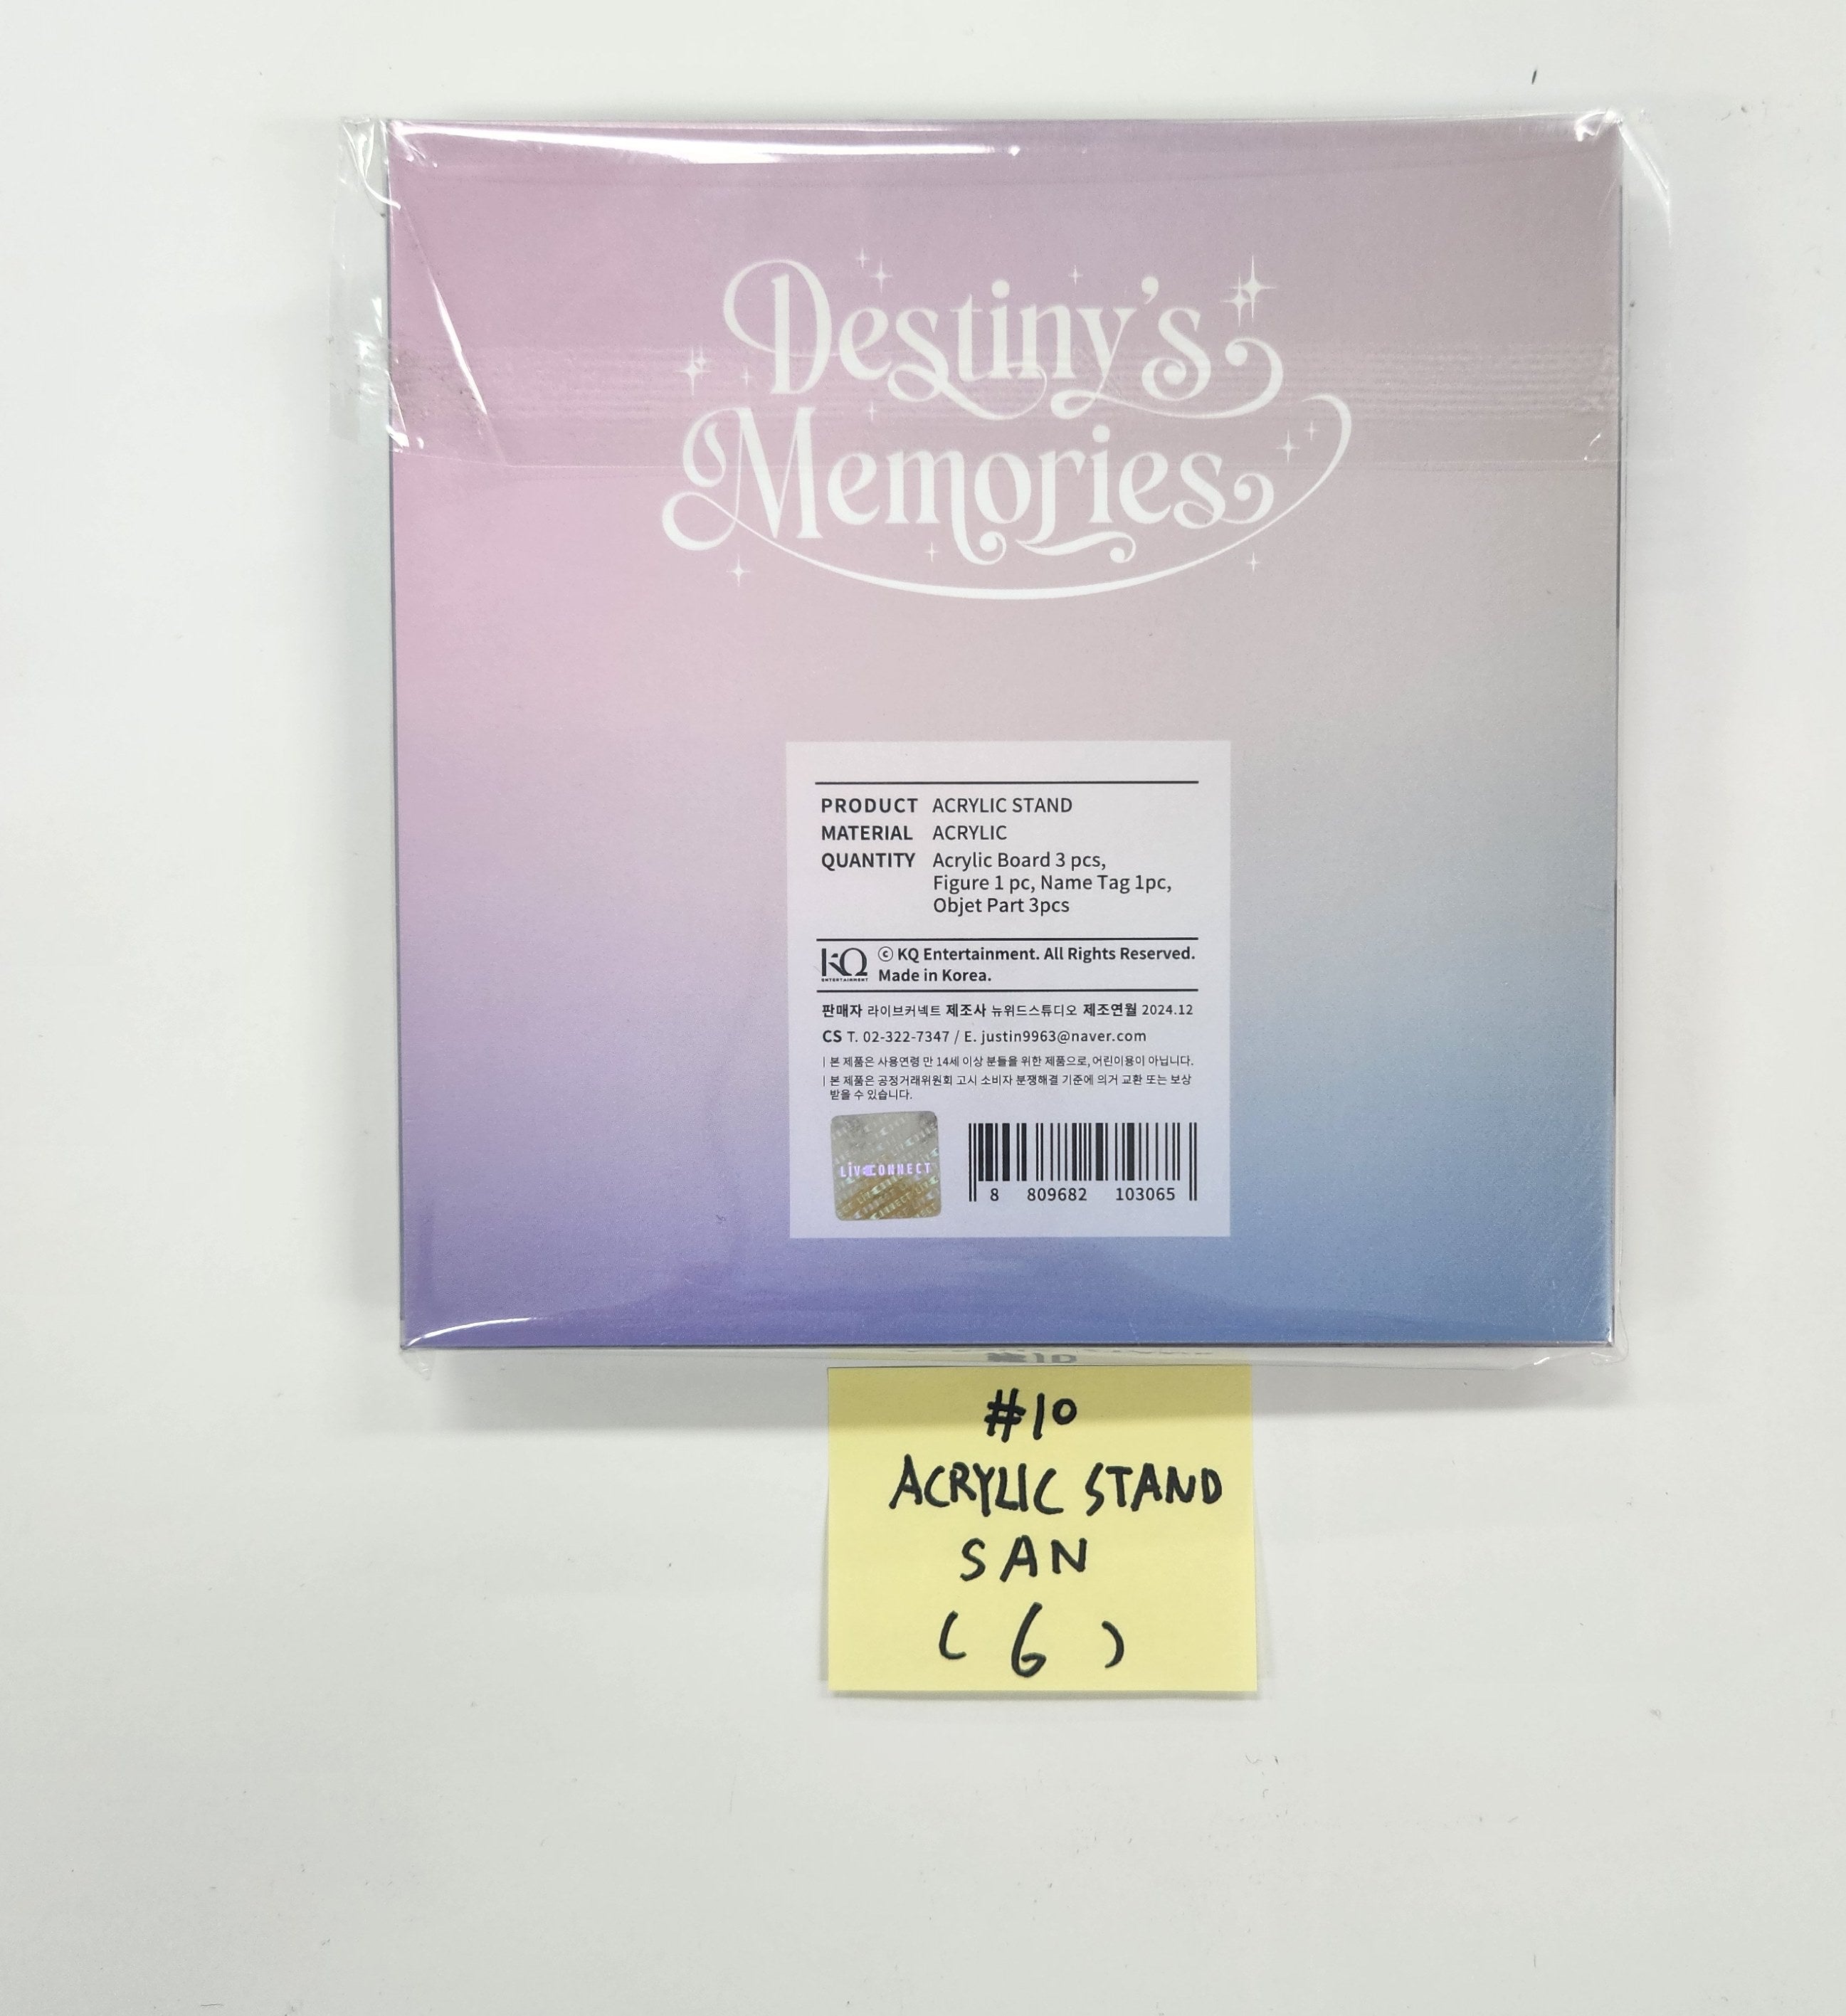 Destiny's
Memories
PRODUCT ACRYLIC STAND
MATERIAL ACRYLIC
QUANTITY Acrylic Board 3 pcs,
Figure 1 pc, Name Tag 1pc,
Objet Part 3pcs
KQ
ENTERTAINMENT
ⓒ KQ Entertainment. All Rights Reserved.
Made in Korea.
판매자 라이브커넥트 제조사 뉴위드스튜디오 제조연월 2024.12
CS T. 02-322-7347 / E. justin9963@naver.com
| 본 제품은 사용연령 만 14세 이상 분들을 위한 제품으로, 어린이용이 아닙니다.
| 본 제품은 공정거래위원회 고시 소비자 분쟁해결 기준에 의거 교환 또는 보상
받을 수 있습니다.
LIVECONNECT
8 809682 103065
#10
ACRYLIC STAND
SAN
( 6 )